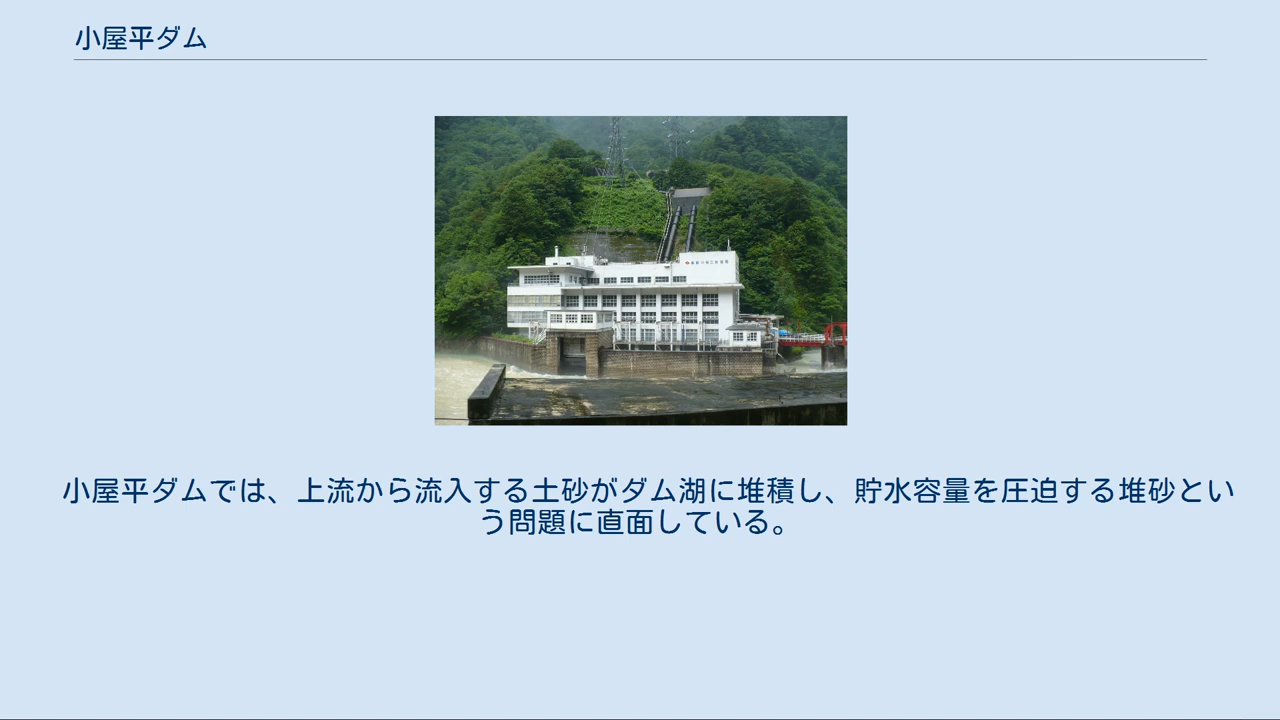 小屋平ダム
小屋平ダムでは、上流から流入する土砂がダム湖に堆積し、貯水容量を圧迫する堆砂とい
う問題に直面している。